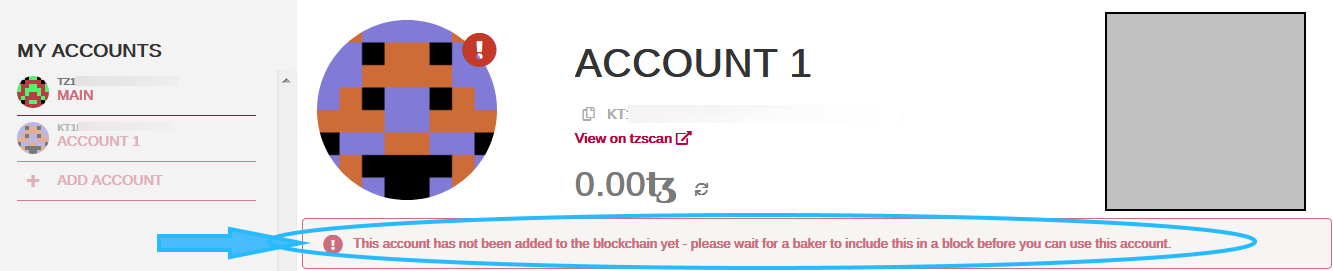 MY ACCOUNTS
TZ1
MAIN
KT1
ACCOUNT 1
+ ADD ACCOUNT
ACCOUNT 1
KT1
View on tzscan
0.00ꜩ
This account has not been added to the blockchain yet - please wait for a baker to include this in a block before you can use this account.